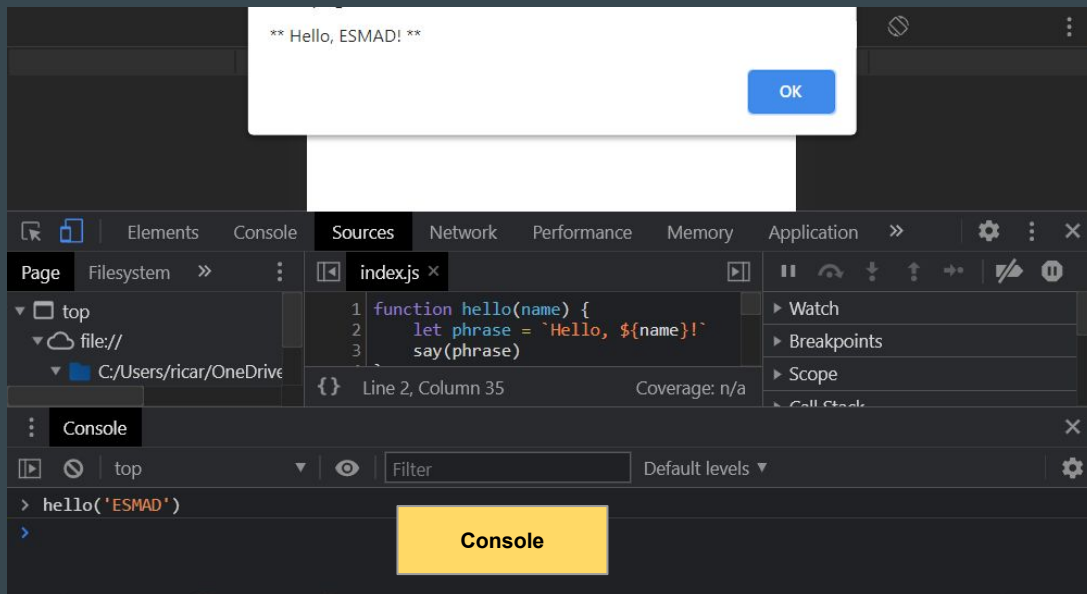 ** Hello, ESMAD! **
OK
Elements Console Sources Network Performance Memory Application »
Page Filesystem » index.js ×
top
file://
C:/Users/ricar/OneDrive
1 function hello(name) {
2 let phrase = `Hello, ${name}!`
3 say(phrase)
{} Line 2, Column 35 Coverage: n/a
Watch
Breakpoints
Scope
Call Stack
Console
top Filter Default levels
> hello('ESMAD')
>
Console